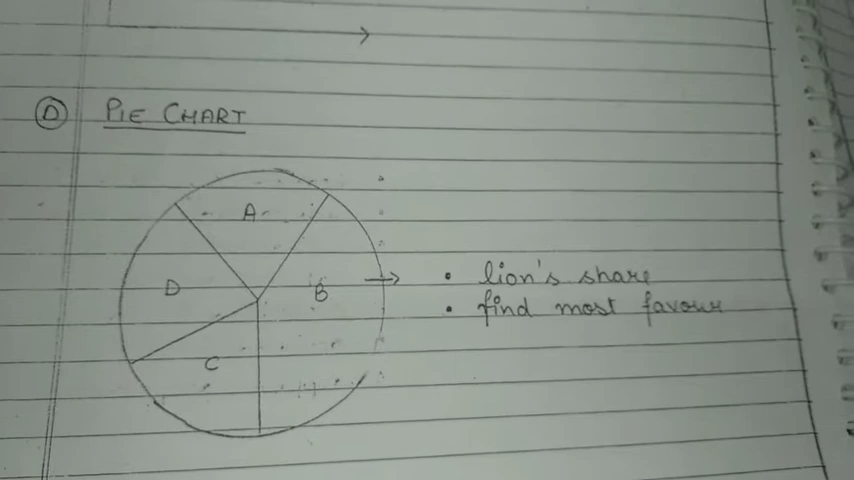 D PIE CHART
A
D
B
C
• lion's share
• find most favour